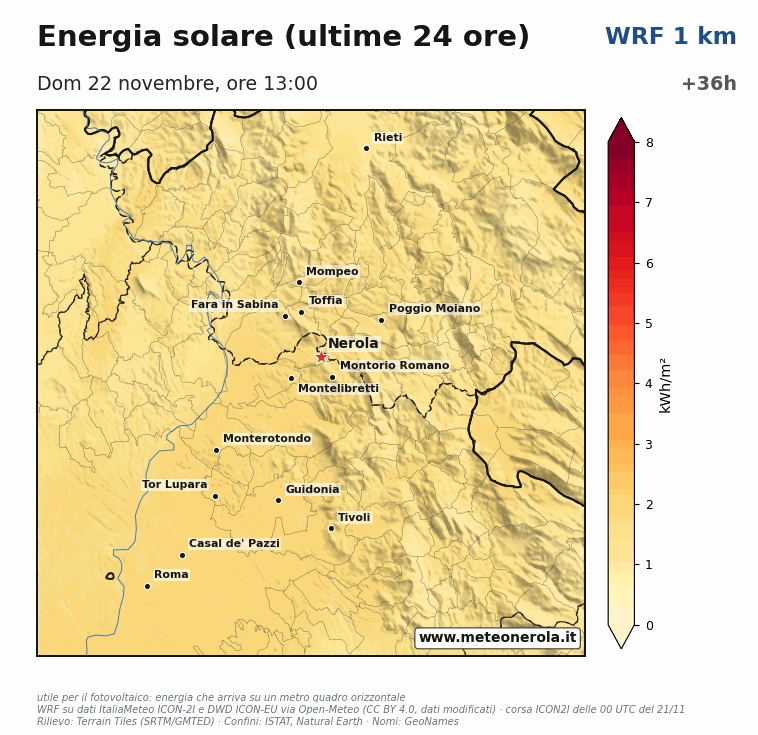 Energia solare (ultime 24 ore)
WRF 1 km
Dom 22 novembre, ore 13:00
+36h
Rieti
Mompeo
Fara in Sabina
Toffia
Poggio Moiano
Nerola
Montorio Romano
Montelibretti
Monterotondo
Tor Lupara
Guidonia
Tivoli
Casal de' Pazzi
Roma
www.meteonerola.it
8
7
6
5
4
3
2
1
0
kWh/m²
utile per il fotovoltaico: energia che arriva su un metro quadro orizzontale
WRF su dati ItaliaMeteo ICON-2I e DWD ICON-EU via Open-Meteo (CC BY 4.0, dati modificati) · corsa ICON2I delle 00 UTC del 21/11
Rilievo: Terrain Tiles (SRTM/GMTED) · Confini: ISTAT, Natural Earth · Nomi: GeoNames